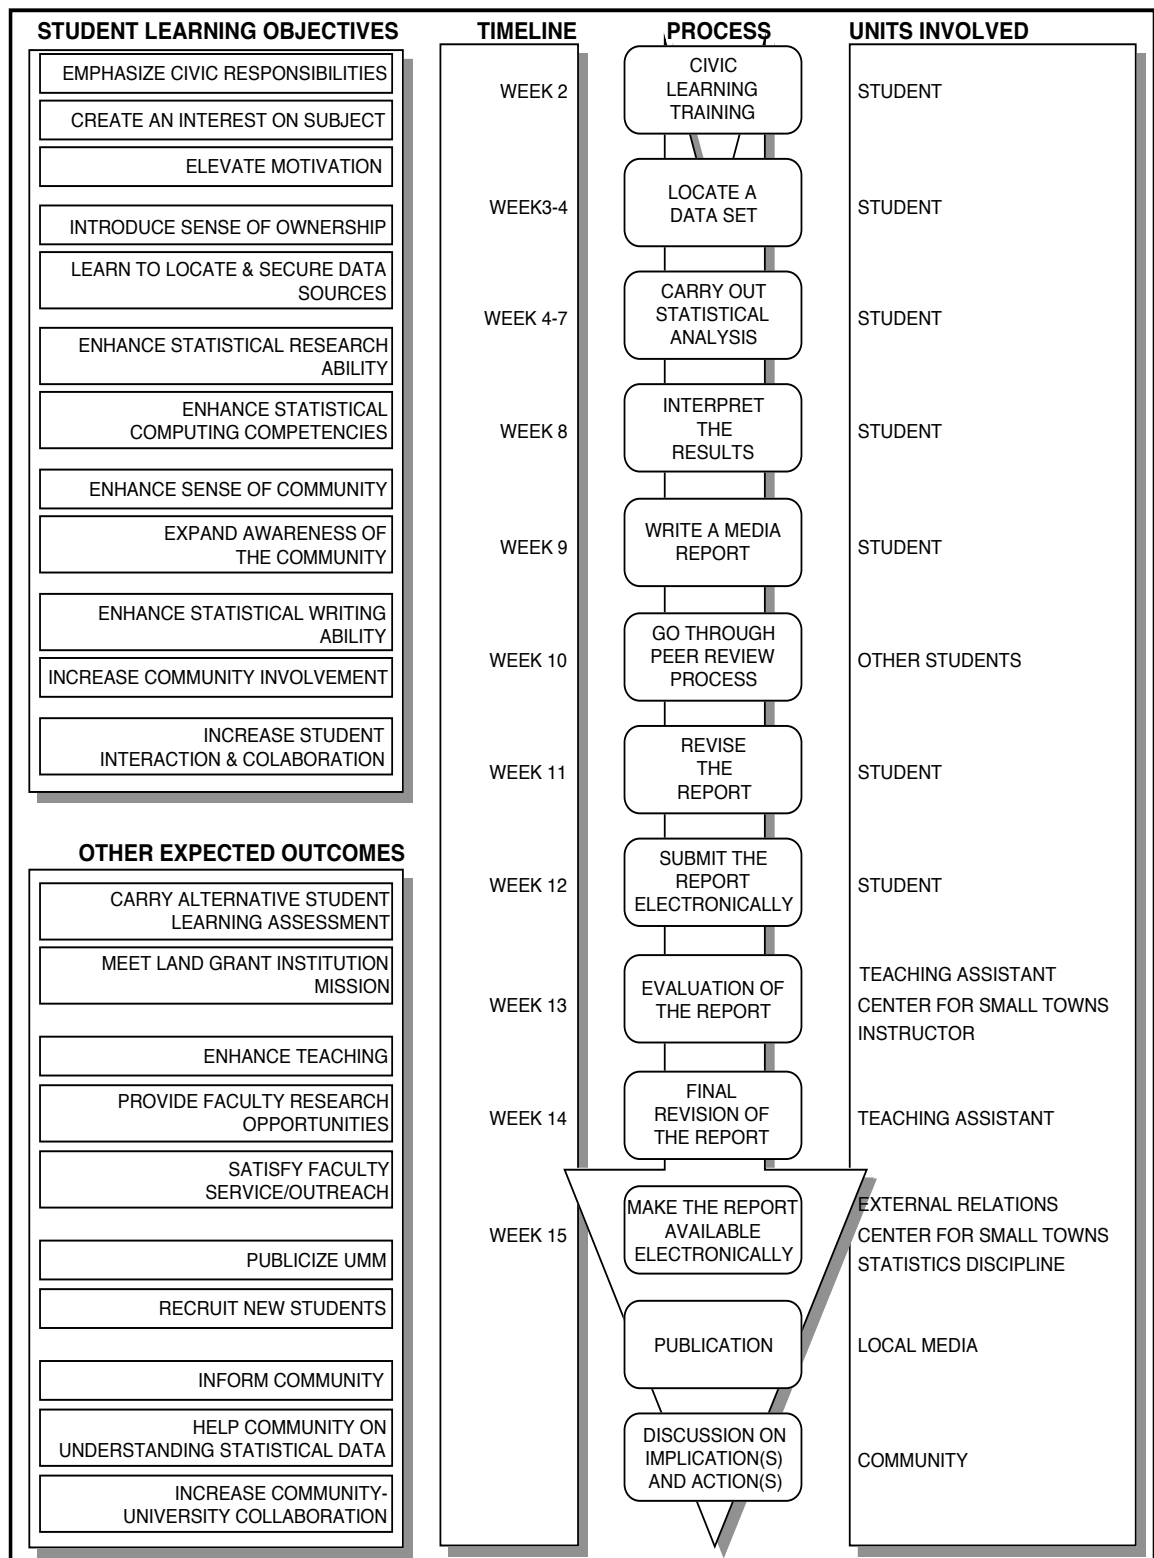 STUDENT LEARNING OBJECTIVES
EMPHASIZE CIVIC RESPONSIBILITIES
CREATE AN INTEREST ON SUBJECT
ELEVATE MOTIVATION
INTRODUCE SENSE OF OWNERSHIP
LEARN TO LOCATE & SECURE DATA
SOURCES
ENHANCE STATISTICAL RESEARCH
ABILITY
ENHANCE STATISTICAL
COMPUTING COMPETENCIES
ENHANCE SENSE OF COMMUNITY
EXPAND AWARENESS OF
THE COMMUNITY
ENHANCE STATISTICAL WRITING
ABILITY
INCREASE COMMUNITY INVOLVEMENT
INCREASE STUDENT
INTERACTION & COLABORATION
OTHER EXPECTED OUTCOMES
CARRY ALTERNATIVE STUDENT
LEARNING ASSESSMENT
MEET LAND GRANT INSTITUTION
MISSION
ENHANCE TEACHING
PROVIDE FACULTY RESEARCH
OPPORTUNITIES
SATISFY FACULTY
SERVICE/OUTREACH
PUBLICIZE UMM
RECRUIT NEW STUDENTS
INFORM COMMUNITY
HELP COMMUNITY ON
UNDERSTANDING STATISTICAL DATA
INCREASE COMMUNITY-
UNIVERSITY COLLABORATION
TIMELINE
WEEK 2
WEEK3-4
WEEK 4-7
WEEK 8
WEEK 9
WEEK 10
WEEK 11
WEEK 12
WEEK 13
WEEK 14
WEEK 15
PROCESS
CIVIC
LEARNING
TRAINING
LOCATE A
DATA SET
CARRY OUT
STATISTICAL
ANALYSIS
INTERPRET
THE
RESULTS
WRITE A MEDIA
REPORT
GO THROUGH
PEER REVIEW
PROCESS
REVISE
THE
REPORT
SUBMIT THE
REPORT
ELECTRONICALLY
EVALUATION OF
THE REPORT
FINAL
REVISION OF
THE REPORT
MAKE THE REPORT
AVAILABLE
ELECTRONICALLY
PUBLICATION
DISCUSSION ON
IMPLICATION(S)
AND ACTION(S)
UNITS INVOLVED
STUDENT
STUDENT
STUDENT
STUDENT
STUDENT
OTHER STUDENTS
STUDENT
STUDENT
TEACHING ASSISTANT
CENTER FOR SMALL TOWNS
INSTRUCTOR
TEACHING ASSISTANT
EXTERNAL RELATIONS
CENTER FOR SMALL TOWNS
STATISTICS DISCIPLINE
LOCAL MEDIA
COMMUNITY